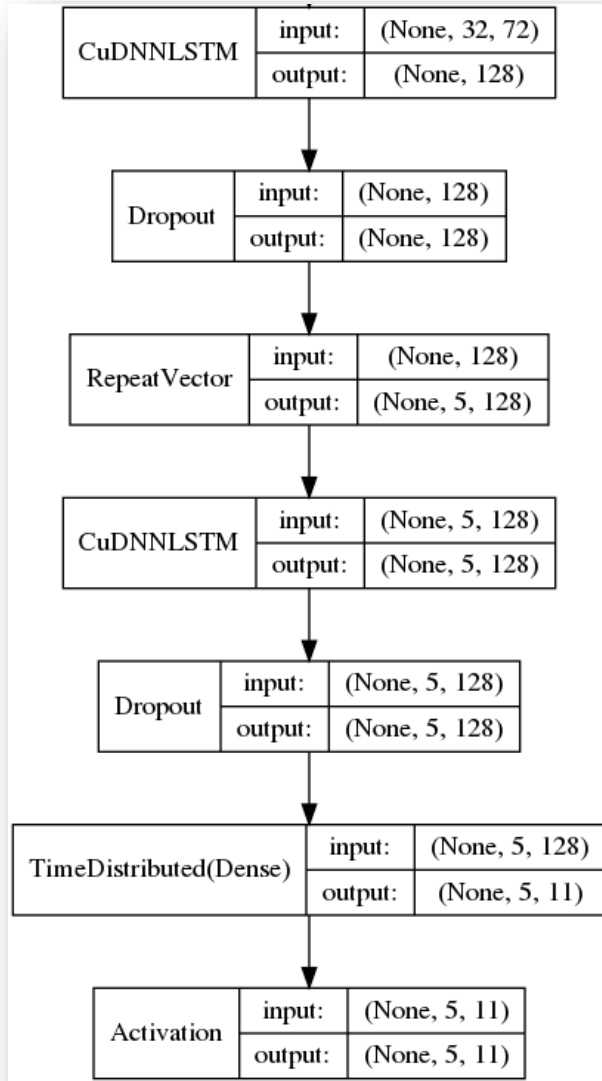 CuDNNLSTM
input: (None, 32, 72)
output: (None, 128)
Dropout
input: (None, 128)
output: (None, 128)
RepeatVector
input: (None, 128)
output: (None, 5, 128)
CuDNNLSTM
input: (None, 5, 128)
output: (None, 5, 128)
Dropout
input: (None, 5, 128)
output: (None, 5, 128)
TimeDistributed(Dense)
input: (None, 5, 128)
output: (None, 5, 11)
Activation
input: (None, 5, 11)
output: (None, 5, 11)